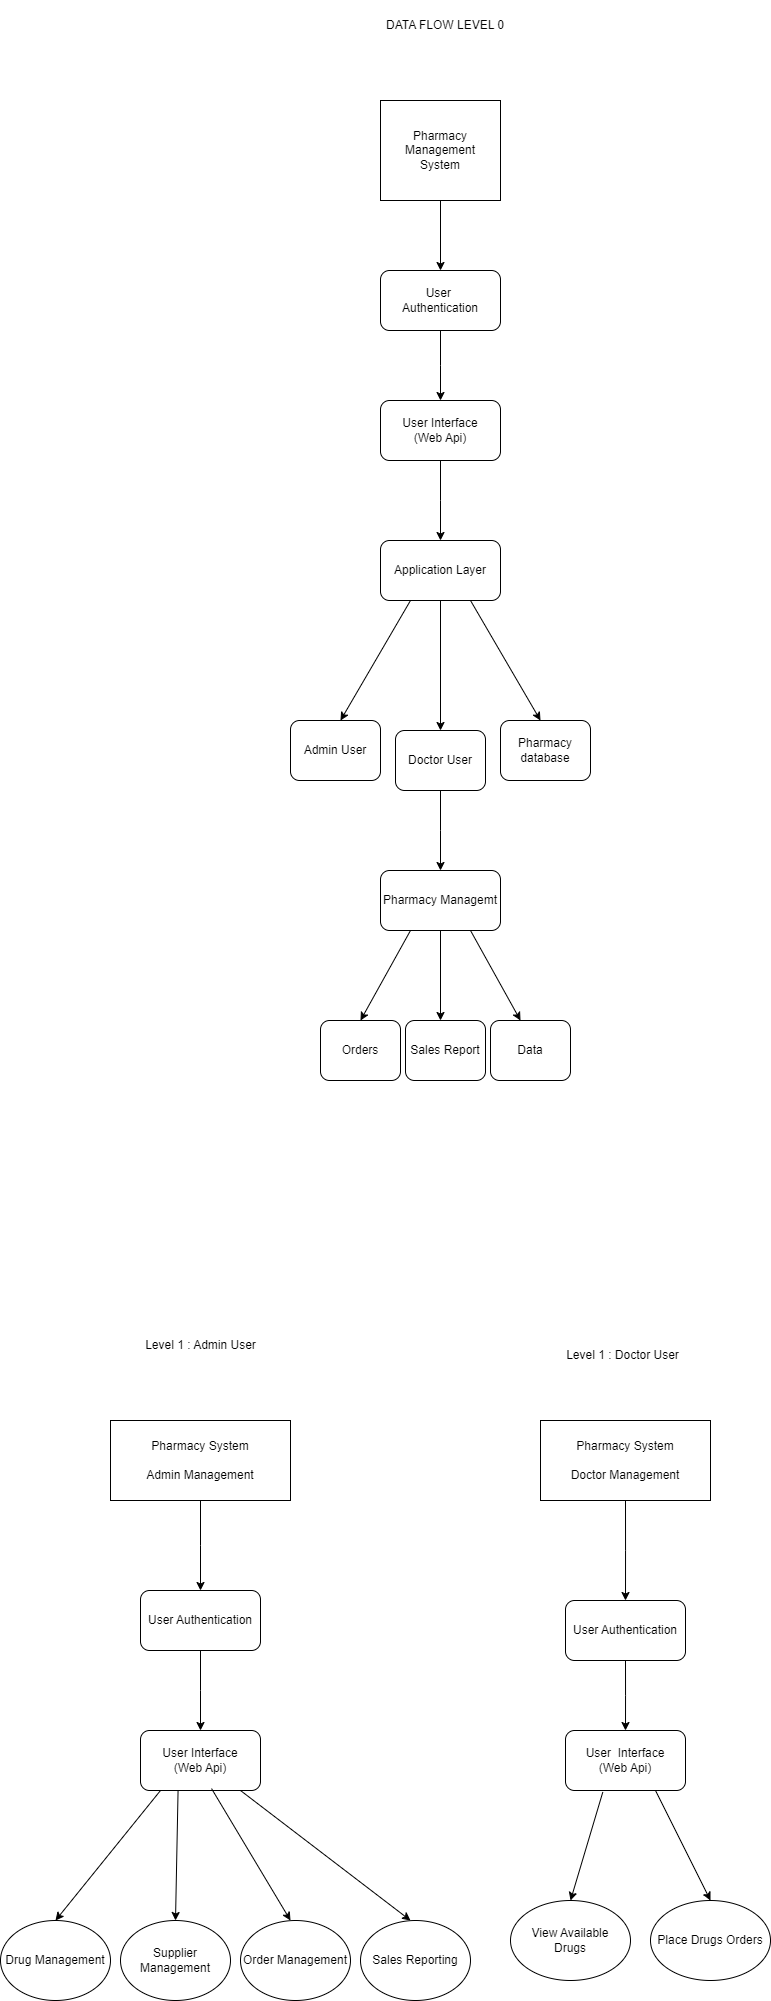 DATA FLOW LEVEL 0
Pharmacy
Management
System
User
Authentication
User Interface
(Web Api)
Application Layer
Admin User
Doctor User
Pharmacy
database
Pharmacy Managemt
Orders
Sales Report
Data
Level 1 : Admin User
Pharmacy System
Admin Management
User Authentication
User Interface
(Web Api)
Drug Management
Supplier
Management
Order Management
Sales Reporting
Level 1 : Doctor User
Pharmacy System
Doctor Management
User Authentication
User  Interface
(Web Api)
View Available
Drugs
Place Drugs Orders